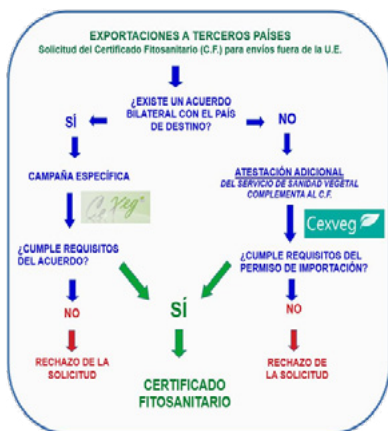 EXPORTACIONES A TERCEROS PAÍSES
Solicitud del Certificado Fitosanitario (C.F.) para envíos fuera de la U.E.
¿EXISTE UN ACUERDO
BILATERAL CON EL PAÍS
DE DESTINO?
SÍ
NO
CAMPAÑA ESPECÍFICA
ATESTACIÓN ADICIONAL
DEL SERVICIO DE SANIDAD VEGETAL
COMPLEMENTA AL C.F.
CeXVeg
Cexveg
¿CUMPLE REQUISITOS
DEL ACUERDO?
¿CUMPLE REQUISITOS DEL
PERMISO DE IMPORTACIÓN?
SÍ
NO
NO
RECHAZO DE LA
SOLICITUD
RECHAZO DE
LA SOLICITUD
CERTIFICADO
FITOSANITARIO